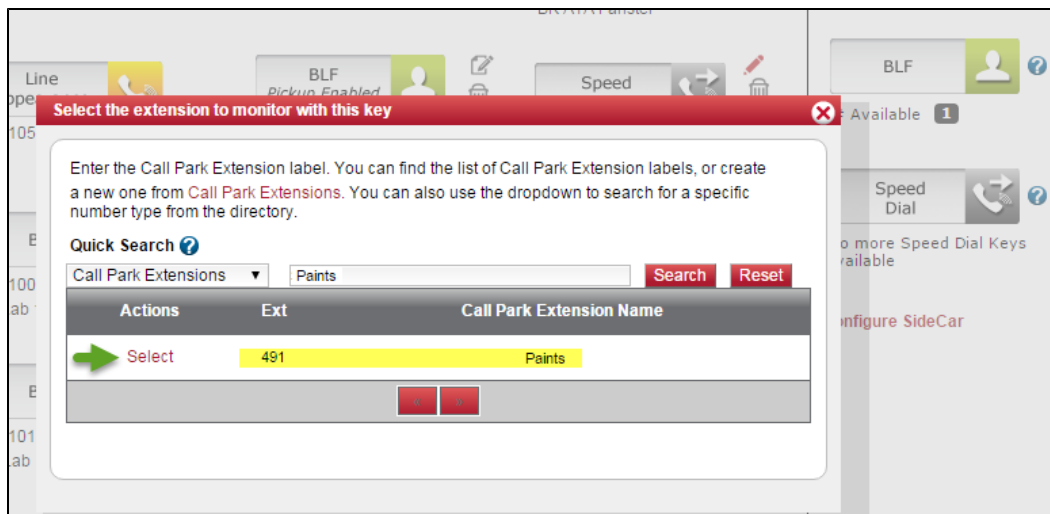 Line
BLF
Pickup Enabled
Speed
BLF
Available 1
105
Select the extension to monitor with this key
Enter the Call Park Extension label. You can find the list of Call Park Extension labels, or create
a new one from Call Park Extensions. You can also use the dropdown to search for a specific
number type from the directory.
Speed
Dial
Quick Search
o more Speed Dial Keys
vailable
Call Park Extensions
Paints
Search
Reset
100
ab
Actions
Ext
Call Park Extension Name
onfigure SideCar
Select
491
Paints
101
ab